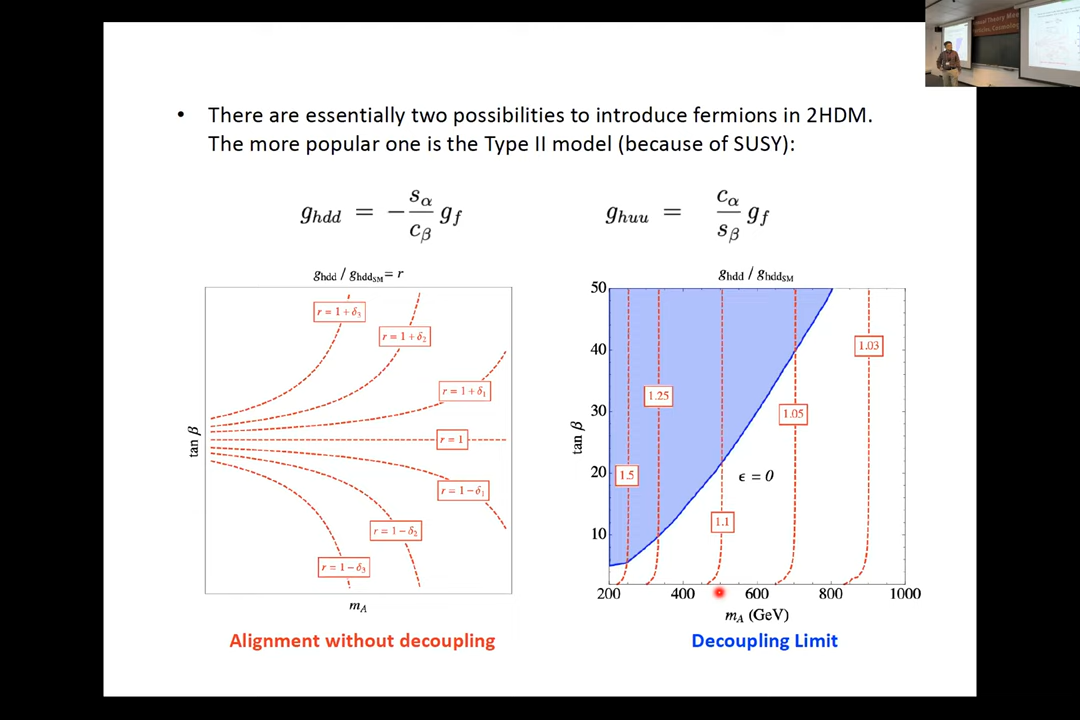 • There are essentially two possibilities to introduce fermions in 2HDM.
The more popular one is the Type II model (because of SUSY):
g_hdd = − s_α / c_β g_f
g_huu = c_α / s_β g_f
g_hdd / g_hdd_SM = r
r = 1 + δ₃
r = 1 + δ₂
r = 1 + δ₁
r = 1
r = 1 − δ₁
r = 1 − δ₂
r = 1 − δ₃
tan β
m_A
Alignment without decoupling
g_hdd / g_hdd_SM
50
40
30
20
10
tan β
1.03
1.25
1.05
1.5
ϵ = 0
1.1
200 400 600 800 1000
m_A (GeV)
Decoupling Limit